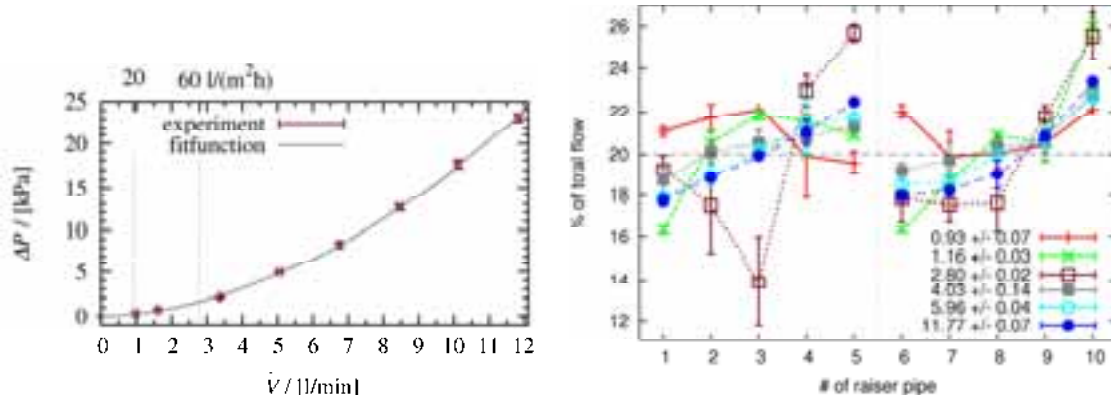 20 60 l/(m²h)
25
20
15
10
5
0
experiment
fitfunction
ΔP / [kPa]
0 1 2 3 4 5 6 7 8 9 10 11 12
V̇ / [l/min]
26
24
22
20
18
16
14
12
% of total flow
0.93 +/- 0.07
1.16 +/- 0.03
2.80 +/- 0.02
4.03 +/- 0.14
5.96 +/- 0.04
11.77 +/- 0.07
1 2 3 4 5 6 7 8 9 10
# of raiser pipe